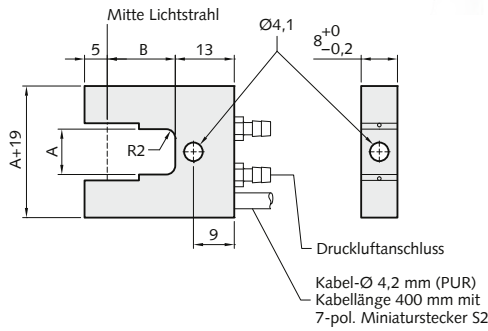 Mitte Lichtstrahl
Ø4,1
8+0
−0,2
5
B
13
A+19
A
R2
9
Druckluftanschluss
Kabel-Ø 4,2 mm (PUR)
Kabellänge 400 mm mit
7-pol. Miniaturstecker S2